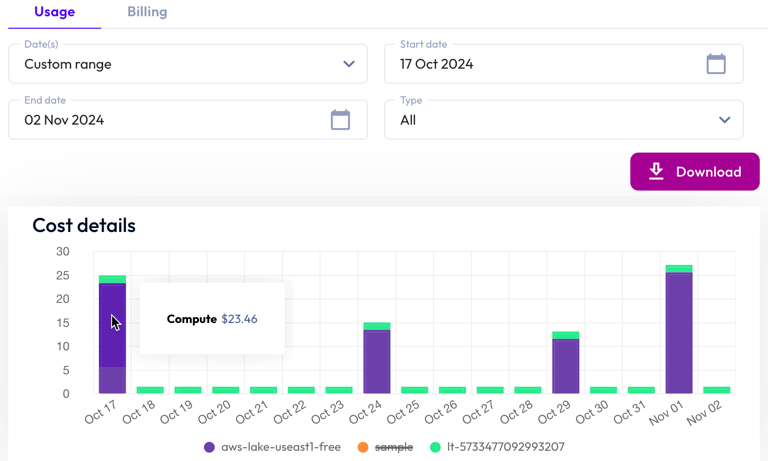 Usage Billing
Date(s) Start date
Custom range 17 Oct 2024
End date Type
02 Nov 2024 All
Download
Cost details
30
25
20
15
10
5
0
Compute $23.46
Oct 17 Oct 18 Oct 19 Oct 20 Oct 21 Oct 22 Oct 23 Oct 24 Oct 25 Oct 26 Oct 27 Oct 28 Oct 29 Oct 30 Oct 31 Nov 01 Nov 02
aws-lake-useast1-free sample lt-5733477092993207